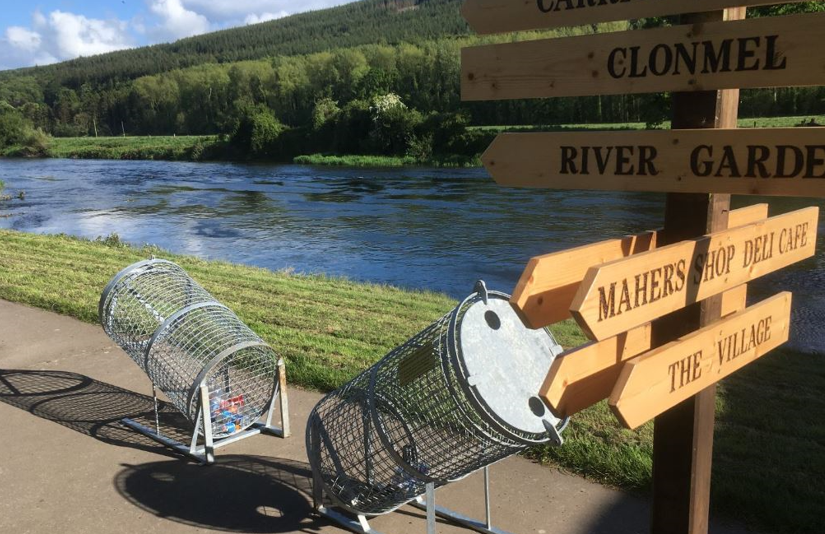 CLONMEL
RIVER GARDE
MAHER'S SHOP DELI CAFE
THE VILLAGE